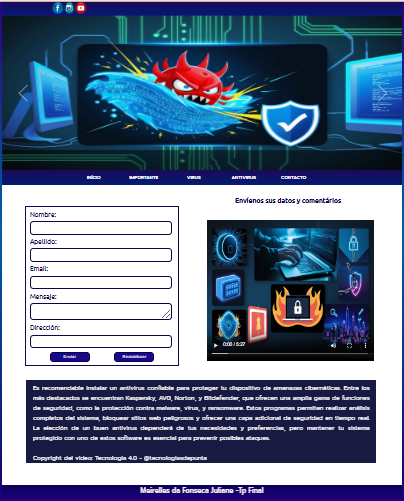 INÍCIO IMPORTANTE VIRUS ANTIVIRUS CONTACTO
Envíenos sus datos y comentários
Nombre:
Apellido:
Email:
Mensaje:
Dirección:
Enviar Restablecer
0:00 / 5:37
Es recomendable instalar un antivirus confiable para proteger tu dispositivo de amenazas cibernéticas. Entre los
más destacados se encuentran Kaspersky, AVG, Norton, y Bitdefender, que ofrecen una amplia gama de funciones
de seguridad, como la protección contra malware, virus, y ransomware. Estos programas permiten realizar análisis
completos del sistema, bloquear sitios web peligrosos y ofrecer una capa adicional de seguridad en tiempo real.
La elección de un buen antivirus dependerá de tus necesidades y preferencias, pero mantener tu sistema
protegido con uno de estos software es esencial para prevenir posibles ataques.
Copyright del video: Tecnologia 4.0 - @tecnologiasdepunta
Meirelles de Fonseca Juliane -Tp Final